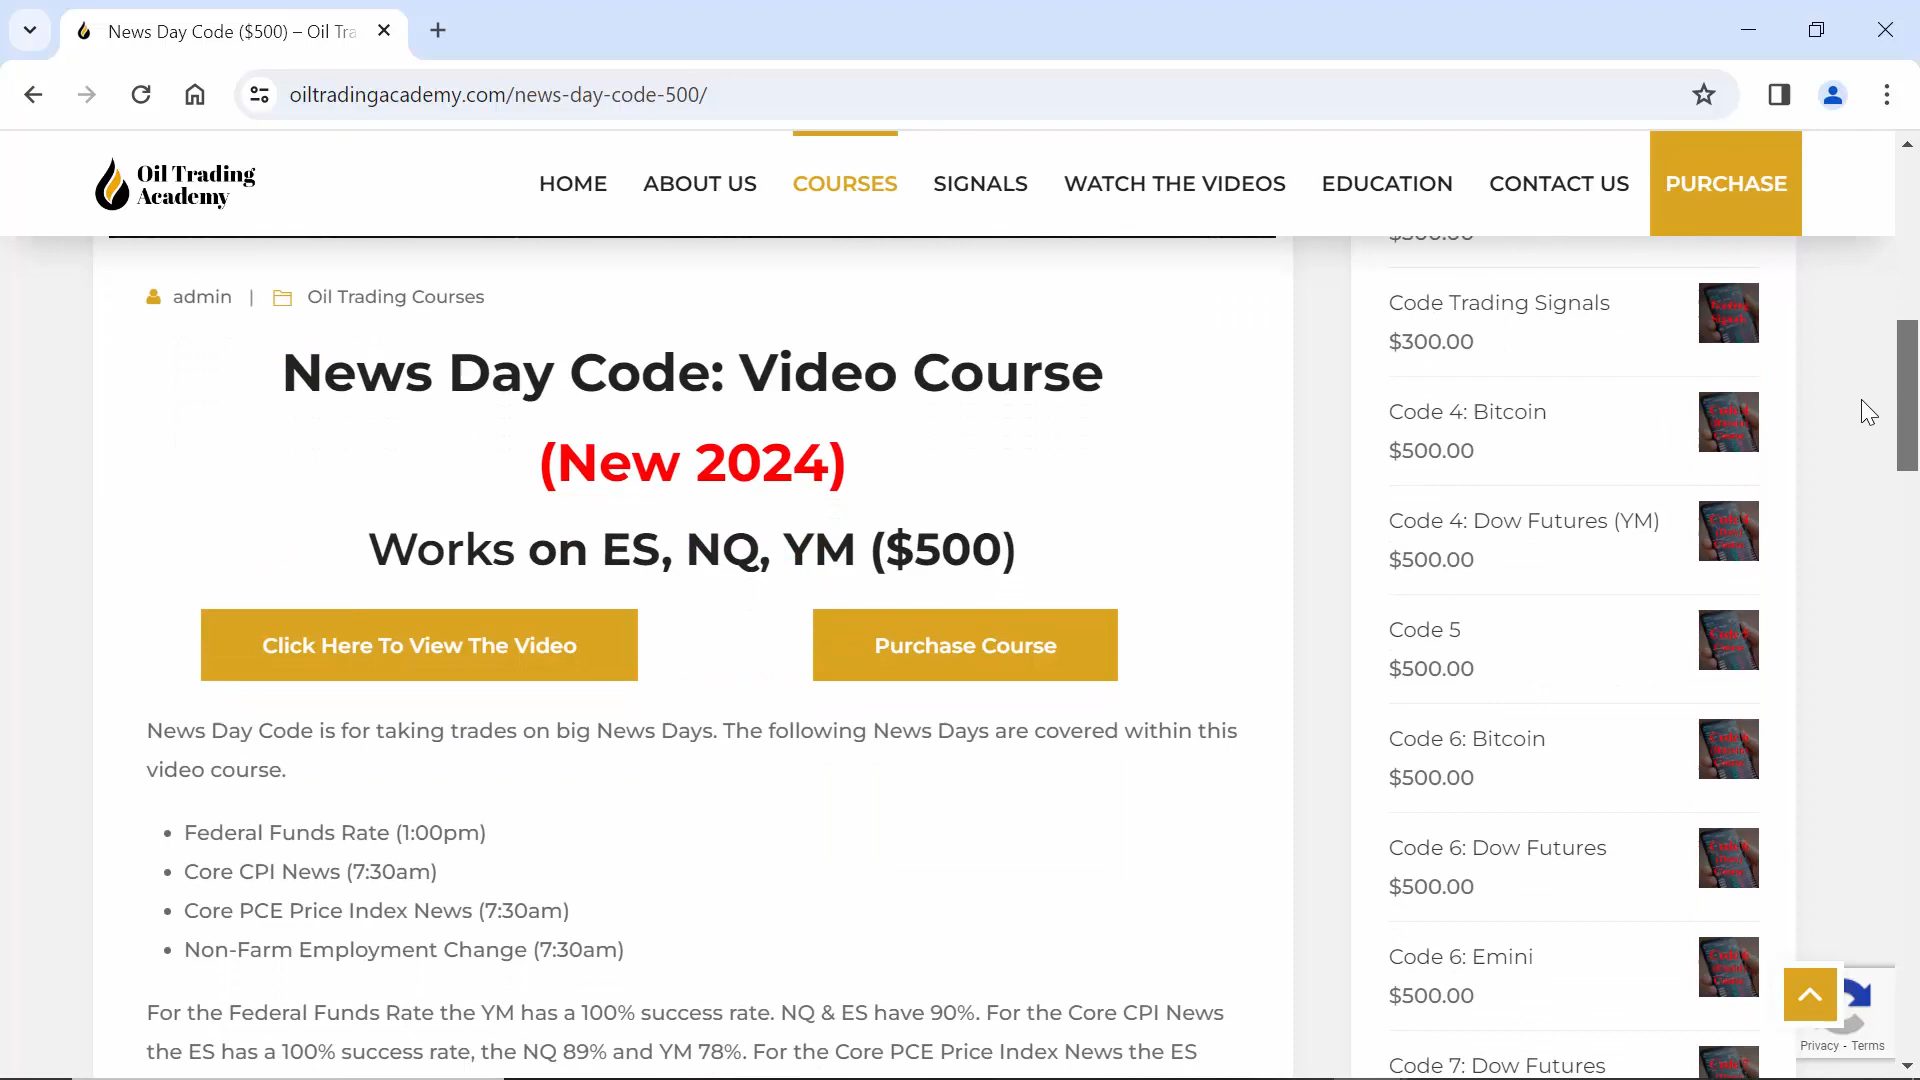 News Day Code ($500) – Oil Tra
oiltradingacademy.com/news-day-code-500/
Oil Trading
Academy
HOME
ABOUT US
COURSES
SIGNALS
WATCH THE VIDEOS
EDUCATION
CONTACT US
PURCHASE
admin | Oil Trading Courses
News Day Code: Video Course
(New 2024)
Works on ES, NQ, YM ($500)
Click Here To View The Video
Purchase Course
News Day Code is for taking trades on big News Days. The following News Days are covered within this
video course.
• Federal Funds Rate (1:00pm)
• Core CPI News (7:30am)
• Core PCE Price Index News (7:30am)
• Non-Farm Employment Change (7:30am)
For the Federal Funds Rate the YM has a 100% success rate. NQ & ES have 90%. For the Core CPI News
the ES has a 100% success rate, the NQ 89% and YM 78%. For the Core PCE Price Index News the ES
Code Trading Signals
$300.00
Code 4: Bitcoin
$500.00
Code 4: Dow Futures (YM)
$500.00
Code 5
$500.00
Code 6: Bitcoin
$500.00
Code 6: Dow Futures
$500.00
Code 6: Emini
$500.00
Code 7: Dow Futures
Privacy - Terms